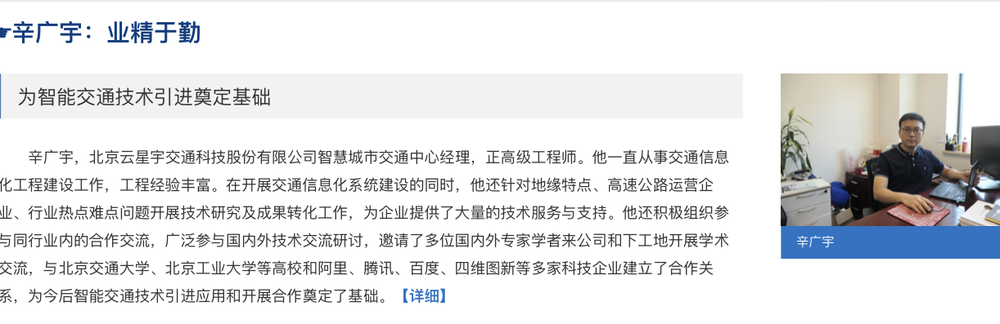 ☛辛广宇：业精于勤
为智能交通技术引进奠定基础
辛广宇，北京云星宇交通科技股份有限公司智慧城市交通中心经理，正高级工程师。他一直从事交通信息
化工程建设工作，工程经验丰富。在开展交通信息化系统建设的同时，他还针对地缘特点、高速公路运营企
业、行业热点难点问题开展技术研究及成果转化工作，为企业提供了大量的技术服务与支持。他还积极组织参
与同行业内的合作交流，广泛参与国内外技术交流研讨，邀请了多位国内外专家学者来公司和下工地开展学术
交流，与北京交通大学、北京工业大学等高校和阿里、腾讯、百度、四维图新等多家科技企业建立了合作关
系，为今后智能交通技术引进应用和开展合作奠定了基础。【详细】
辛广宇